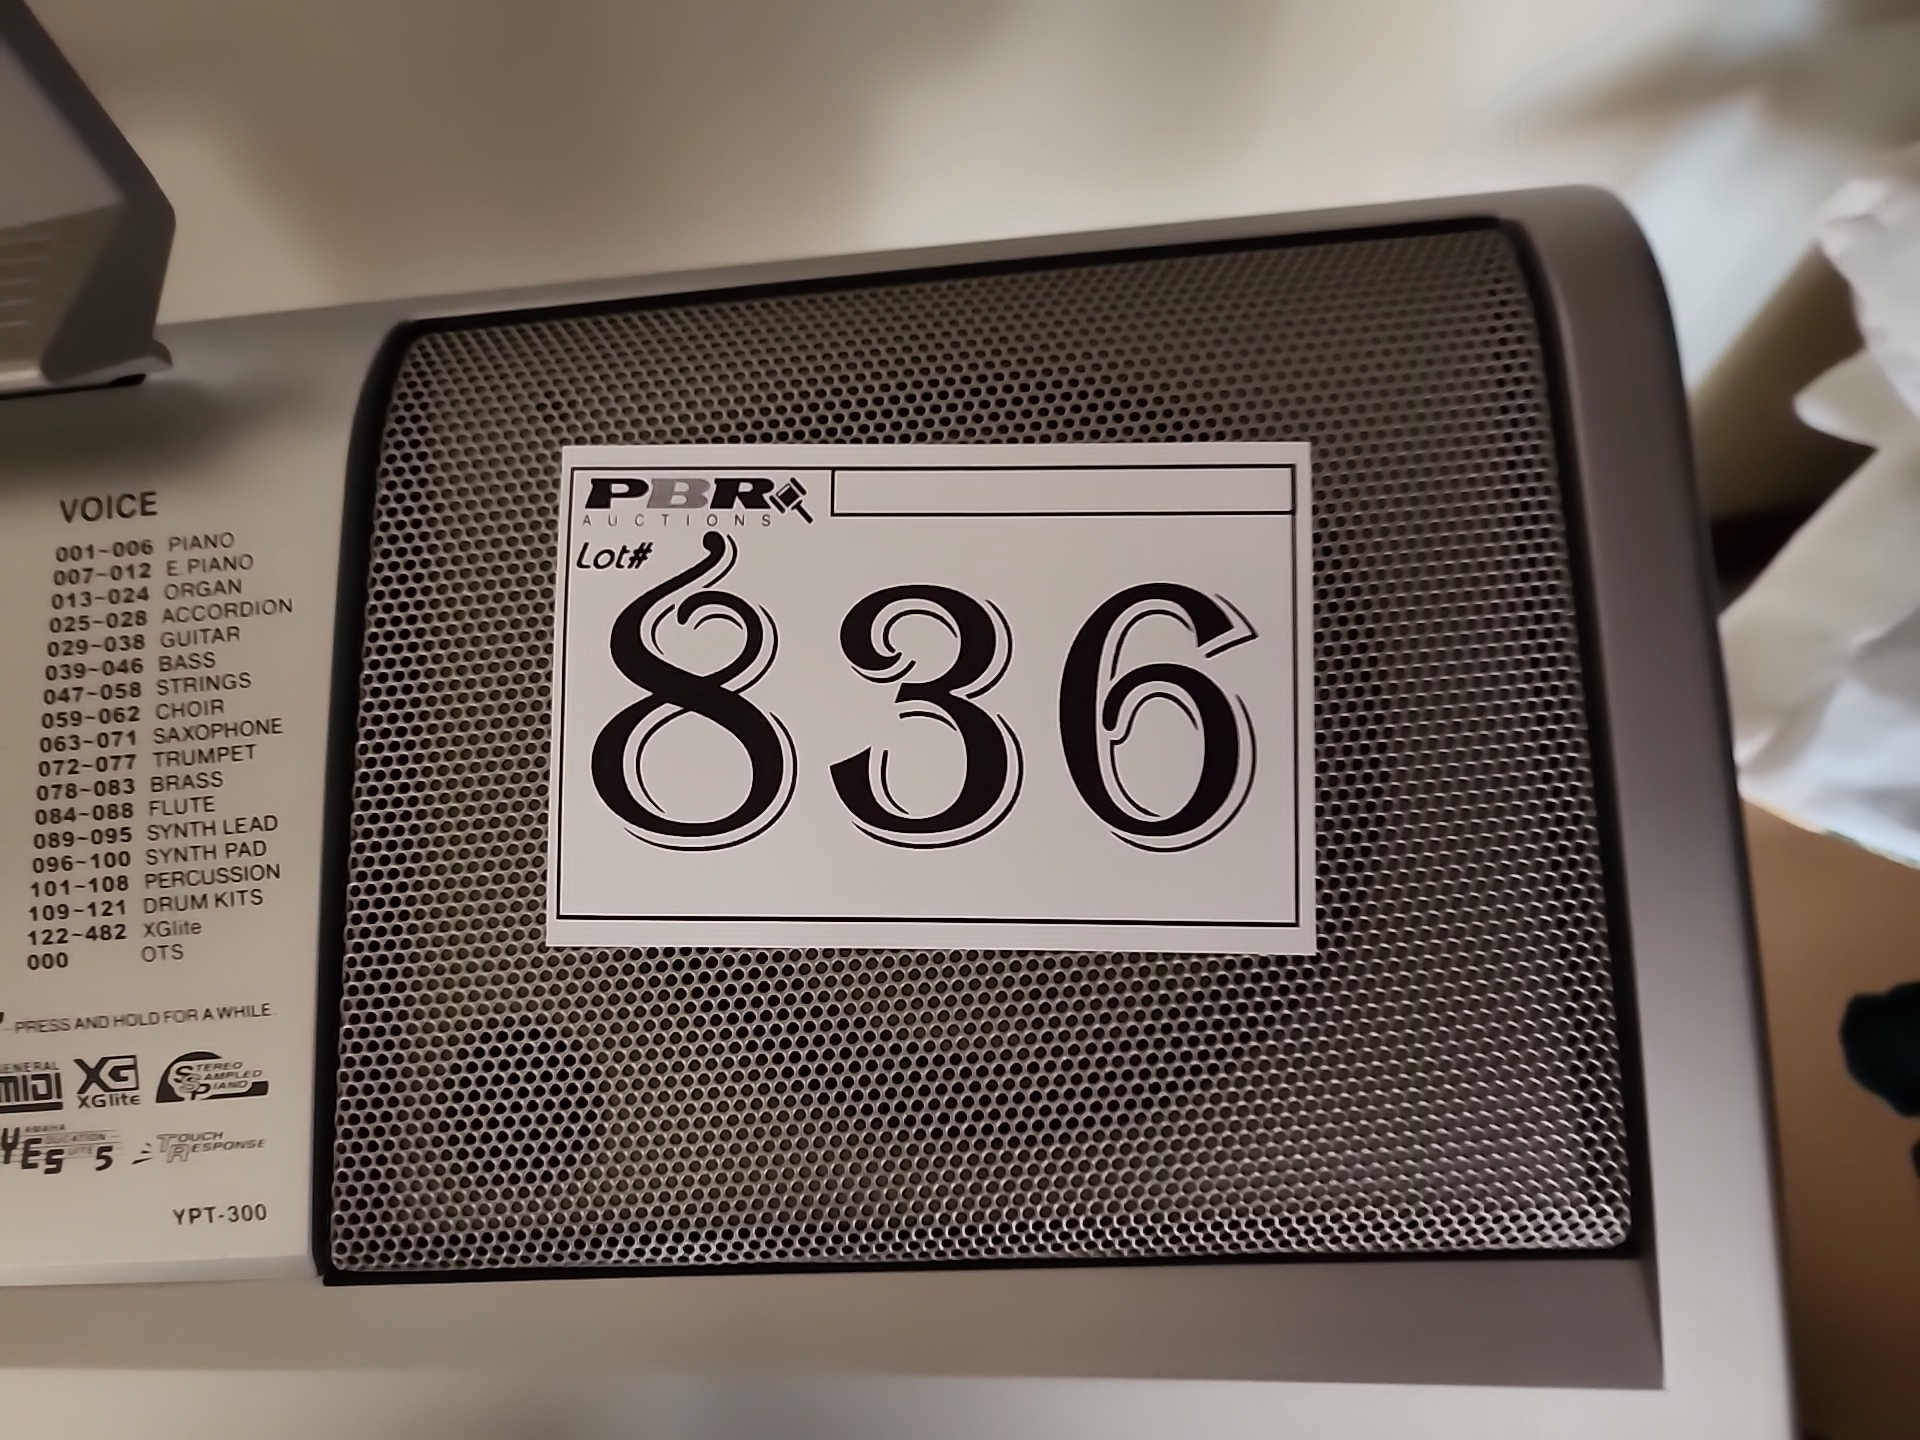 VOICE
001~006 PIANO
007~012 E.PIANO
013~024 ORGAN
025~028 ACCORDION
029~038 GUITAR
039~046 BASS
047~058 STRINGS
059~062 CHOIR
063~071 SAXOPHONE
072~077 TRUMPET
078~083 BRASS
084~088 FLUTE
089~095 SYNTH LEAD
096~100 SYNTH PAD
101~108 PERCUSSION
109~121 DRUM KITS
122~482 XGlite
000 OTS
PRESS AND HOLD FOR A WHILE.
GENERAL
MIDI
XG
XGlite
STEREO
SAMPLED
PIANO
YAMAHA
EDUCATION
SUITE
YES 5
TOUCH
RESPONSE
YPT-300
PBR
AUCTIONS
Lot#
836